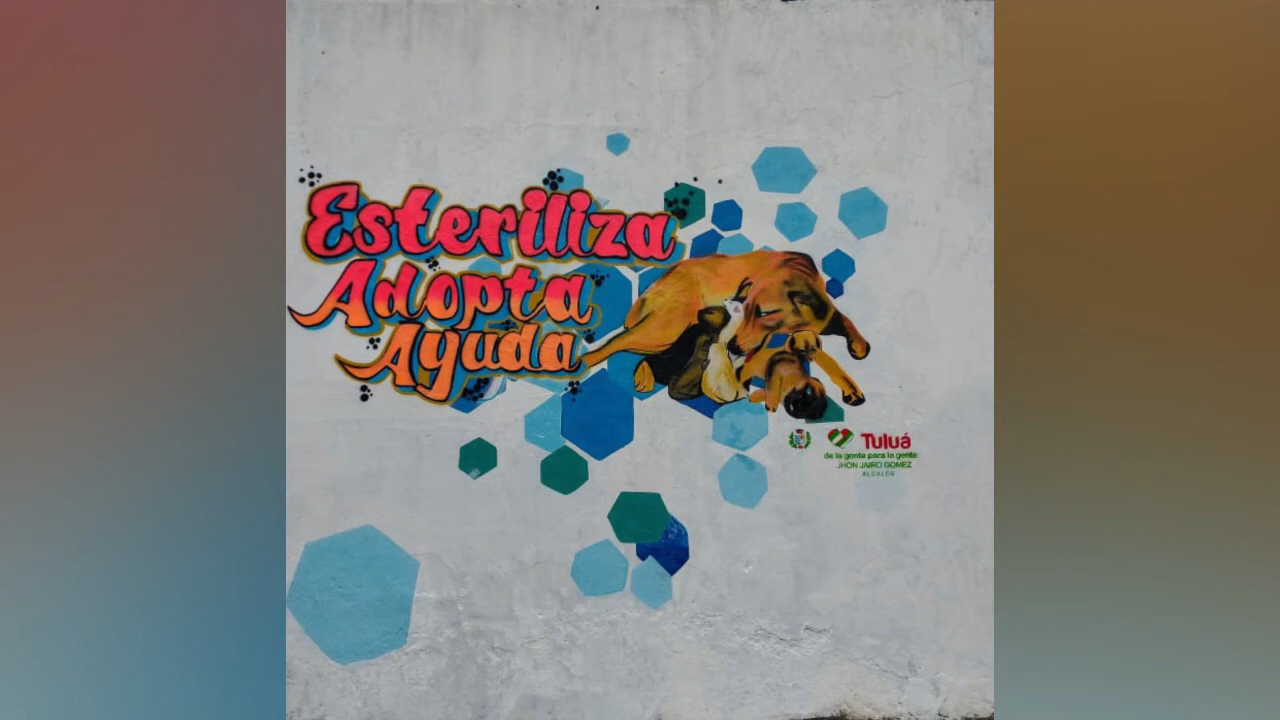 Esteriliza
Adopta
Ayuda
Tuluá
de la gente para la gente
JHON JAIRO GOMEZ
ALCALDE